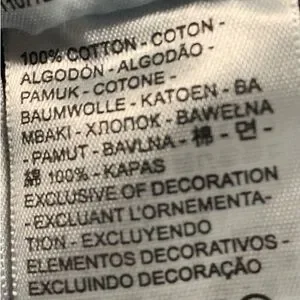 100% COTTON - COTON -
ALGODÓN - ALGODÃO -
PAMUK - COTONE -
BAUMWOLLE - KATOEN - BA
MBAKI - ХЛОПОК - BAWEŁNA
- PAMUT - BAVLNA - 棉 - 면 -
綿 100% - KAPAS
EXCLUSIVE OF DECORATION
- EXCLUANT L'ORNEMENTA-
TION - EXCLUYENDO
ELEMENTOS DECORATIVOS -
EXCLUINDO DECORAÇÃO